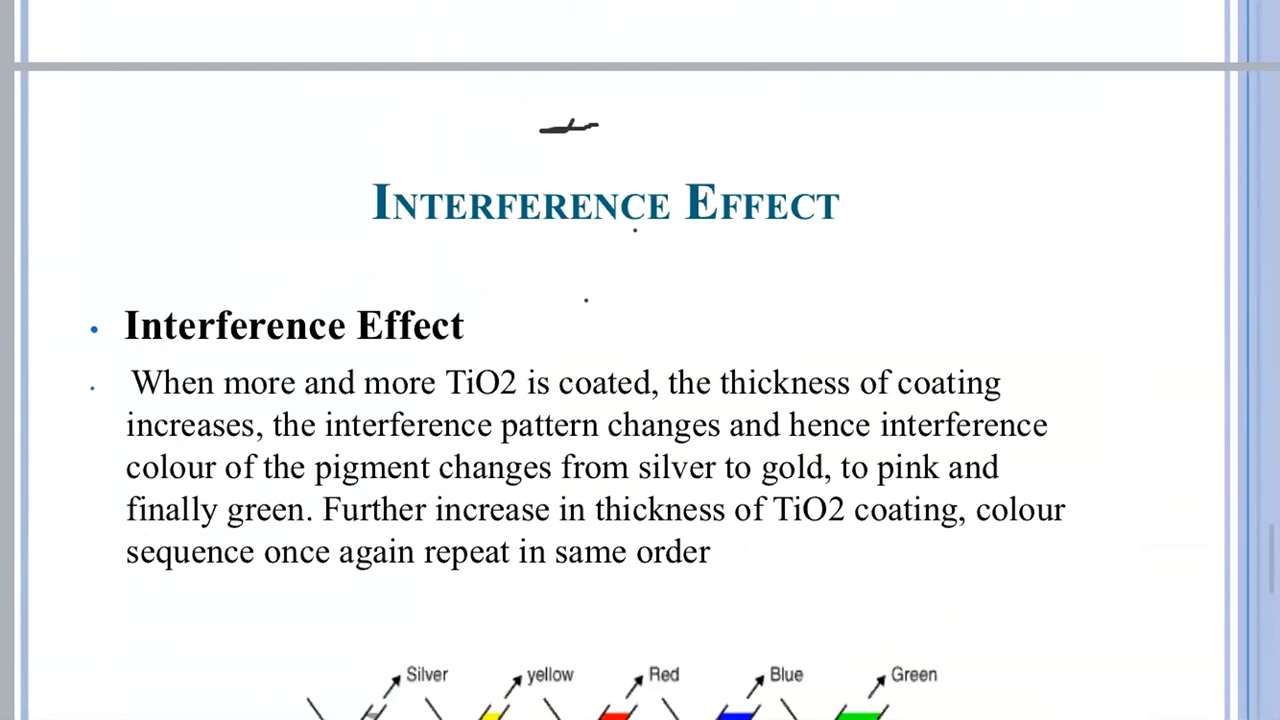 INTERFERENCE EFFECT
• Interference Effect
• When more and more TiO2 is coated, the thickness of coating
increases, the interference pattern changes and hence interference
colour of the pigment changes from silver to gold, to pink and
finally green. Further increase in thickness of TiO2 coating, colour
sequence once again repeat in same order
Silver yellow Red Blue Green